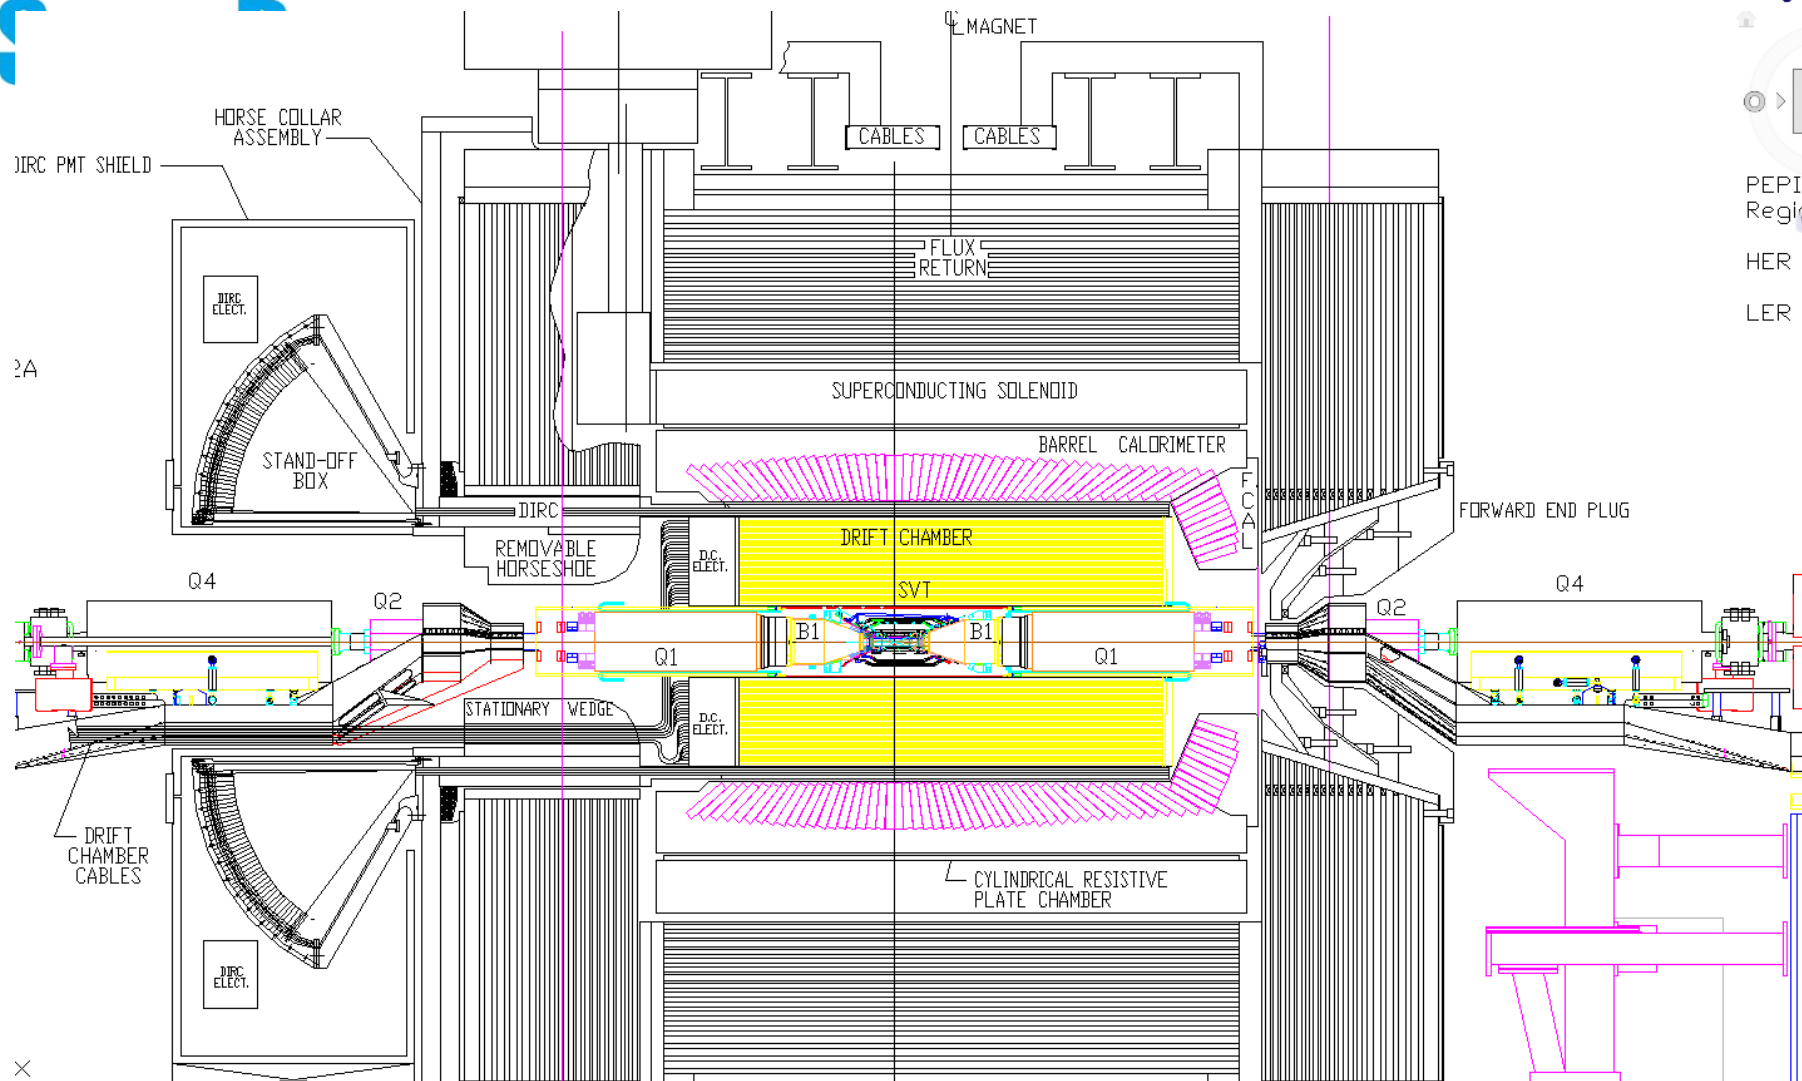 ℄ MAGNET
HORSE COLLAR
ASSEMBLY
CABLES
CABLES
DIRC PMT SHIELD
PEPI
HER
LER
FLUX
RETURN
DIRC
ELECT.
2A
SUPERCONDUCTING SOLENOID
BARREL CALORIMETER
STAND-OFF
BOX
F.
C
A
L
DIRC
FORWARD END PLUG
DRIFT CHAMBER
REMOVABLE
HORSESHOE
D.C.
ELECT.
Q4
Q2
SVT
Q4
Q2
B1
B1
Q1
Q1
STATIONARY WEDGE
D.C.
ELECT.
DRIFT
CHAMBER
CABLES
CYLINDRICAL RESISTIVE
PLATE CHAMBER
DIRC
ELECT.